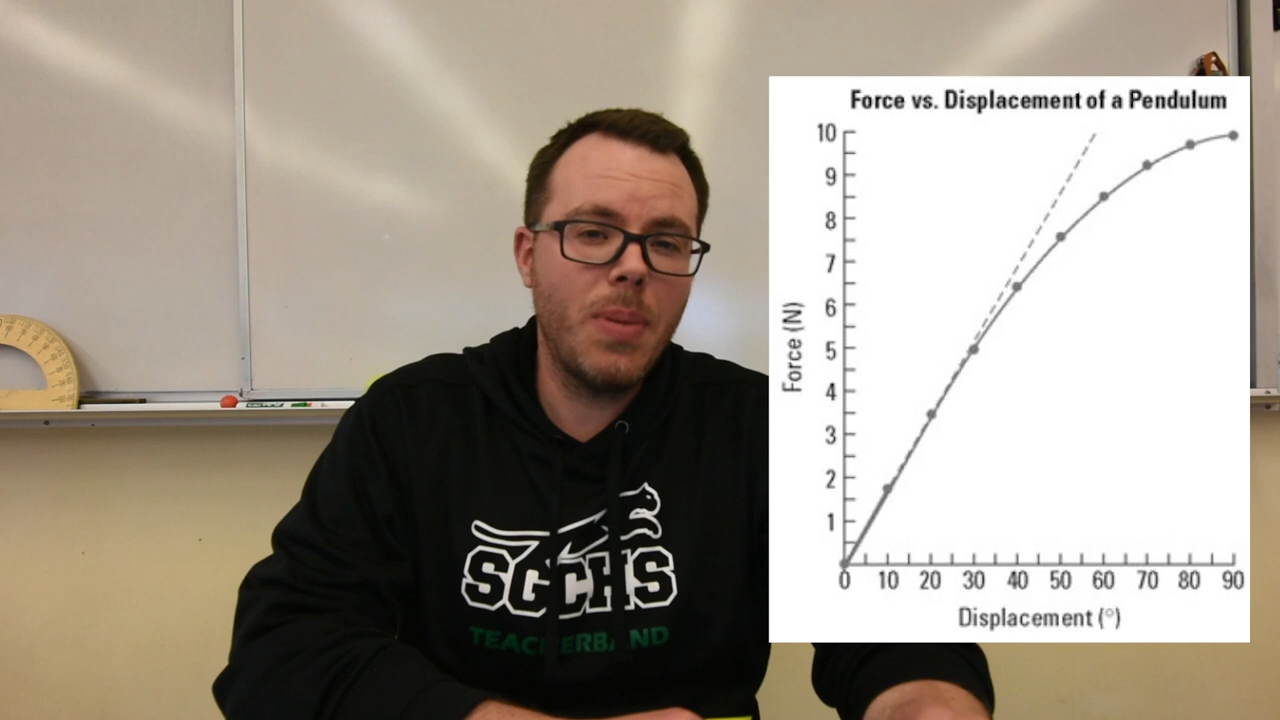 SGCHS
TEACHERBAND
Force vs. Displacement of a Pendulum
10
9
8
7
6
5
4
3
2
1
Force (N)
0 10 20 30 40 50 60 70 80 90
Displacement (°)